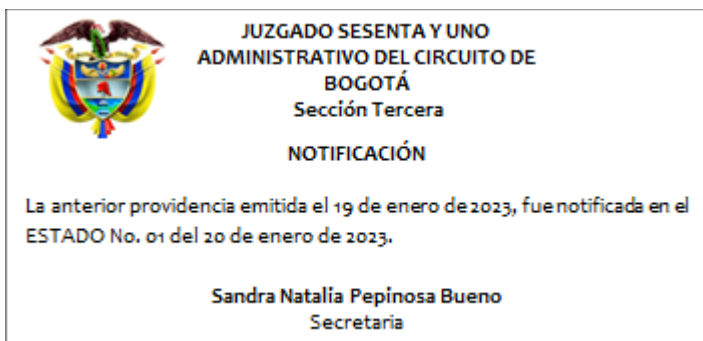 JUZGADO SESENTA Y UNO
ADMINISTRATIVO DEL CIRCUITO DE
BOGOTÁ
Sección Tercera
NOTIFICACIÓN
La anterior providencia emitida el 19 de enero de 2023, fue notificada en el
ESTADO No. 01 del 20 de enero de 2023.
Sandra Natalia Pepinosa Bueno
Secretaria